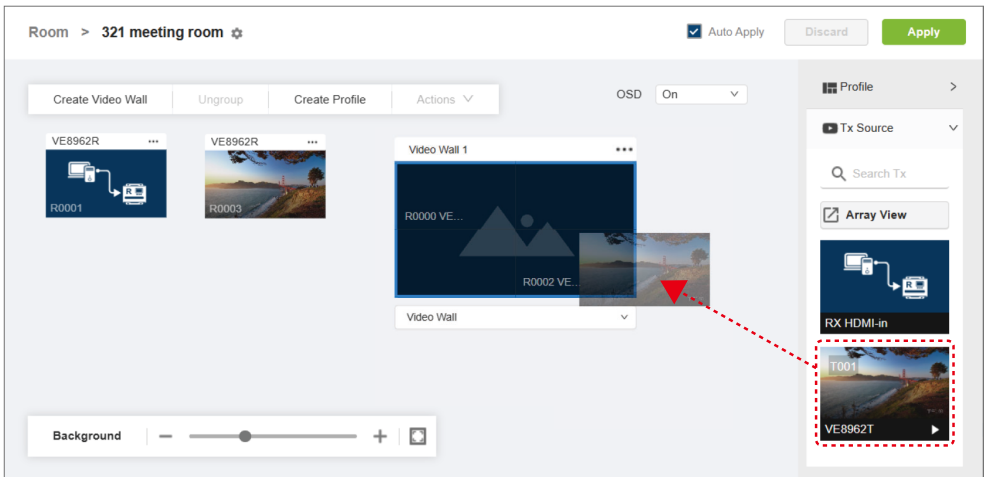 Room > 321 meeting room
Auto Apply
Discard
Apply
Create Video Wall
Ungroup
Create Profile
Actions
OSD
On
Profile
Tx Source
Search Tx
Array View
RX HDMI-in
T001
VE8962T
VE8962R ...
R
R0001
VE8962R ...
R0003
Video Wall 1
R0000 VE...
R0002 VE...
Video Wall
Background
R